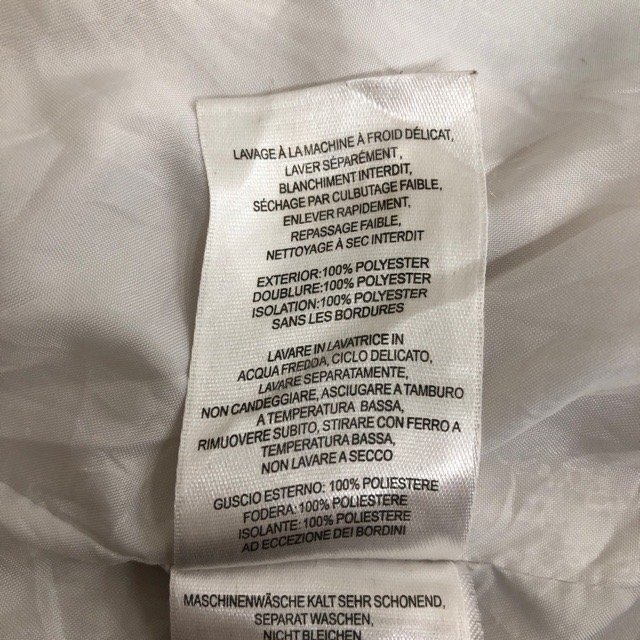 LAVAGE À LA MACHINE À FROID DÉLICAT,
LAVER SÉPARÉMENT,
BLANCHIMENT INTERDIT,
SÉCHAGE PAR CULBUTAGE FAIBLE,
ENLEVER RAPIDEMENT,
REPASSAGE FAIBLE,
NETTOYAGE À SEC INTERDIT
EXTERIOR:100% POLYESTER
DOUBLURE:100% POLYESTER
ISOLATION:100% POLYESTER
SANS LES BORDURES
LAVARE IN LAVATRICE IN
ACQUA FREDDA, CICLO DELICATO,
LAVARE SEPARATAMENTE,
NON CANDEGGIARE, ASCIUGARE A TAMBURO
A TEMPERATURA BASSA,
RIMUOVERE SUBITO, STIRARE CON FERRO A
TEMPERATURA BASSA,
NON LAVARE A SECCO
GUSCIO ESTERNO: 100% POLIESTERE
FODERA: 100% POLIESTERE
ISOLANTE: 100% POLIESTERE
AD ECCEZIONE DEI BORDINI
MASCHINENWÄSCHE KALT SEHR SCHONEND,
SEPARAT WASCHEN,
NICHT BLEICHEN